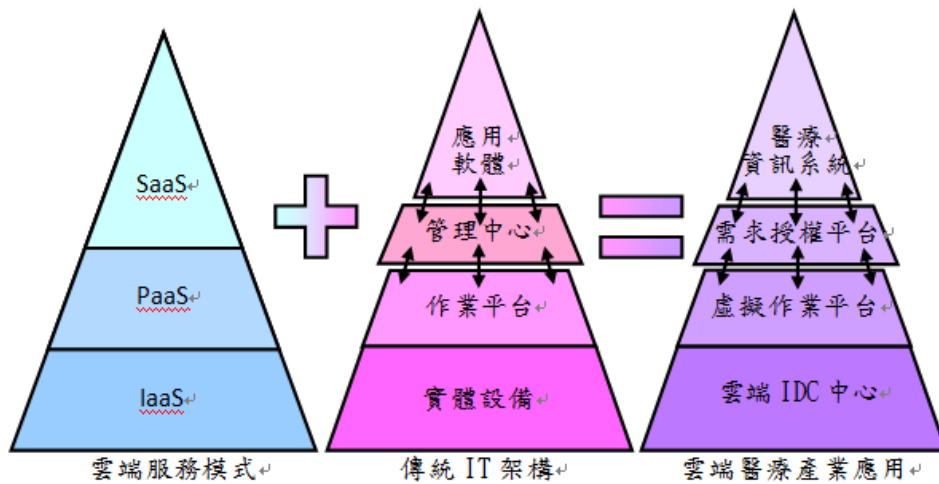 SaaS
PaaS
IaaS
雲端服務模式
應用
軟體
管理中心
作業平台
實體設備
傳統 IT 架構
醫療
資訊系統
需求授權平台
虛擬作業平台
雲端 IDC 中心
雲端醫療產業應用